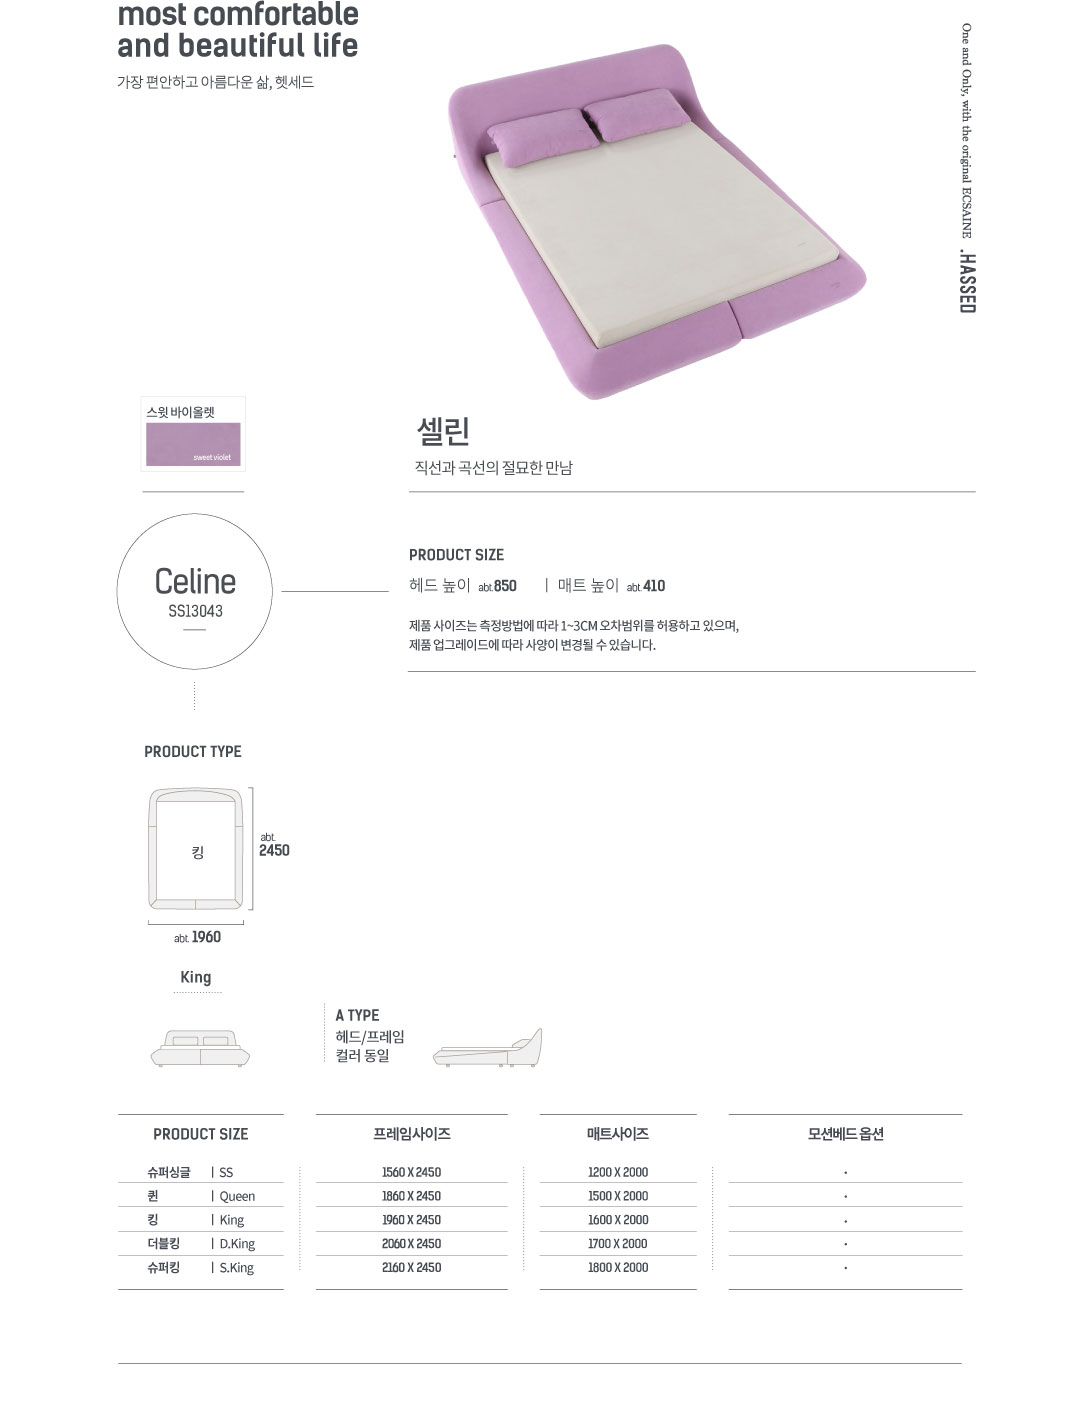 most comfortable
and beautiful life
가장 편안하고 아름다운 삶, 헷세드
One and Only, with the original ECSAINE .HASSED
스윗 바이올렛
sweet violet
셀린
직선과 곡선의 절묘한 만남
Celine
SS13043
PRODUCT SIZE
헤드 높이 abt.850 | 매트 높이 abt.410
제품 사이즈는 측정방법에 따라 1~3CM 오차범위를 허용하고 있으며,
제품 업그레이드에 따라 사양이 변경될 수 있습니다.
PRODUCT TYPE
킹
abt.
2450
abt. 1960
King
A TYPE
헤드/프레임
컬러 동일
PRODUCT SIZE 프레임사이즈 매트사이즈 모션베드 옵션
슈퍼싱글 | SS 1560 X 2450 1200 X 2000 ·
퀸 | Queen 1860 X 2450 1500 X 2000 ·
킹 | King 1960 X 2450 1600 X 2000 ·
더블킹 | D.King 2060 X 2450 1700 X 2000 ·
슈퍼킹 | S.King 2160 X 2450 1800 X 2000 ·